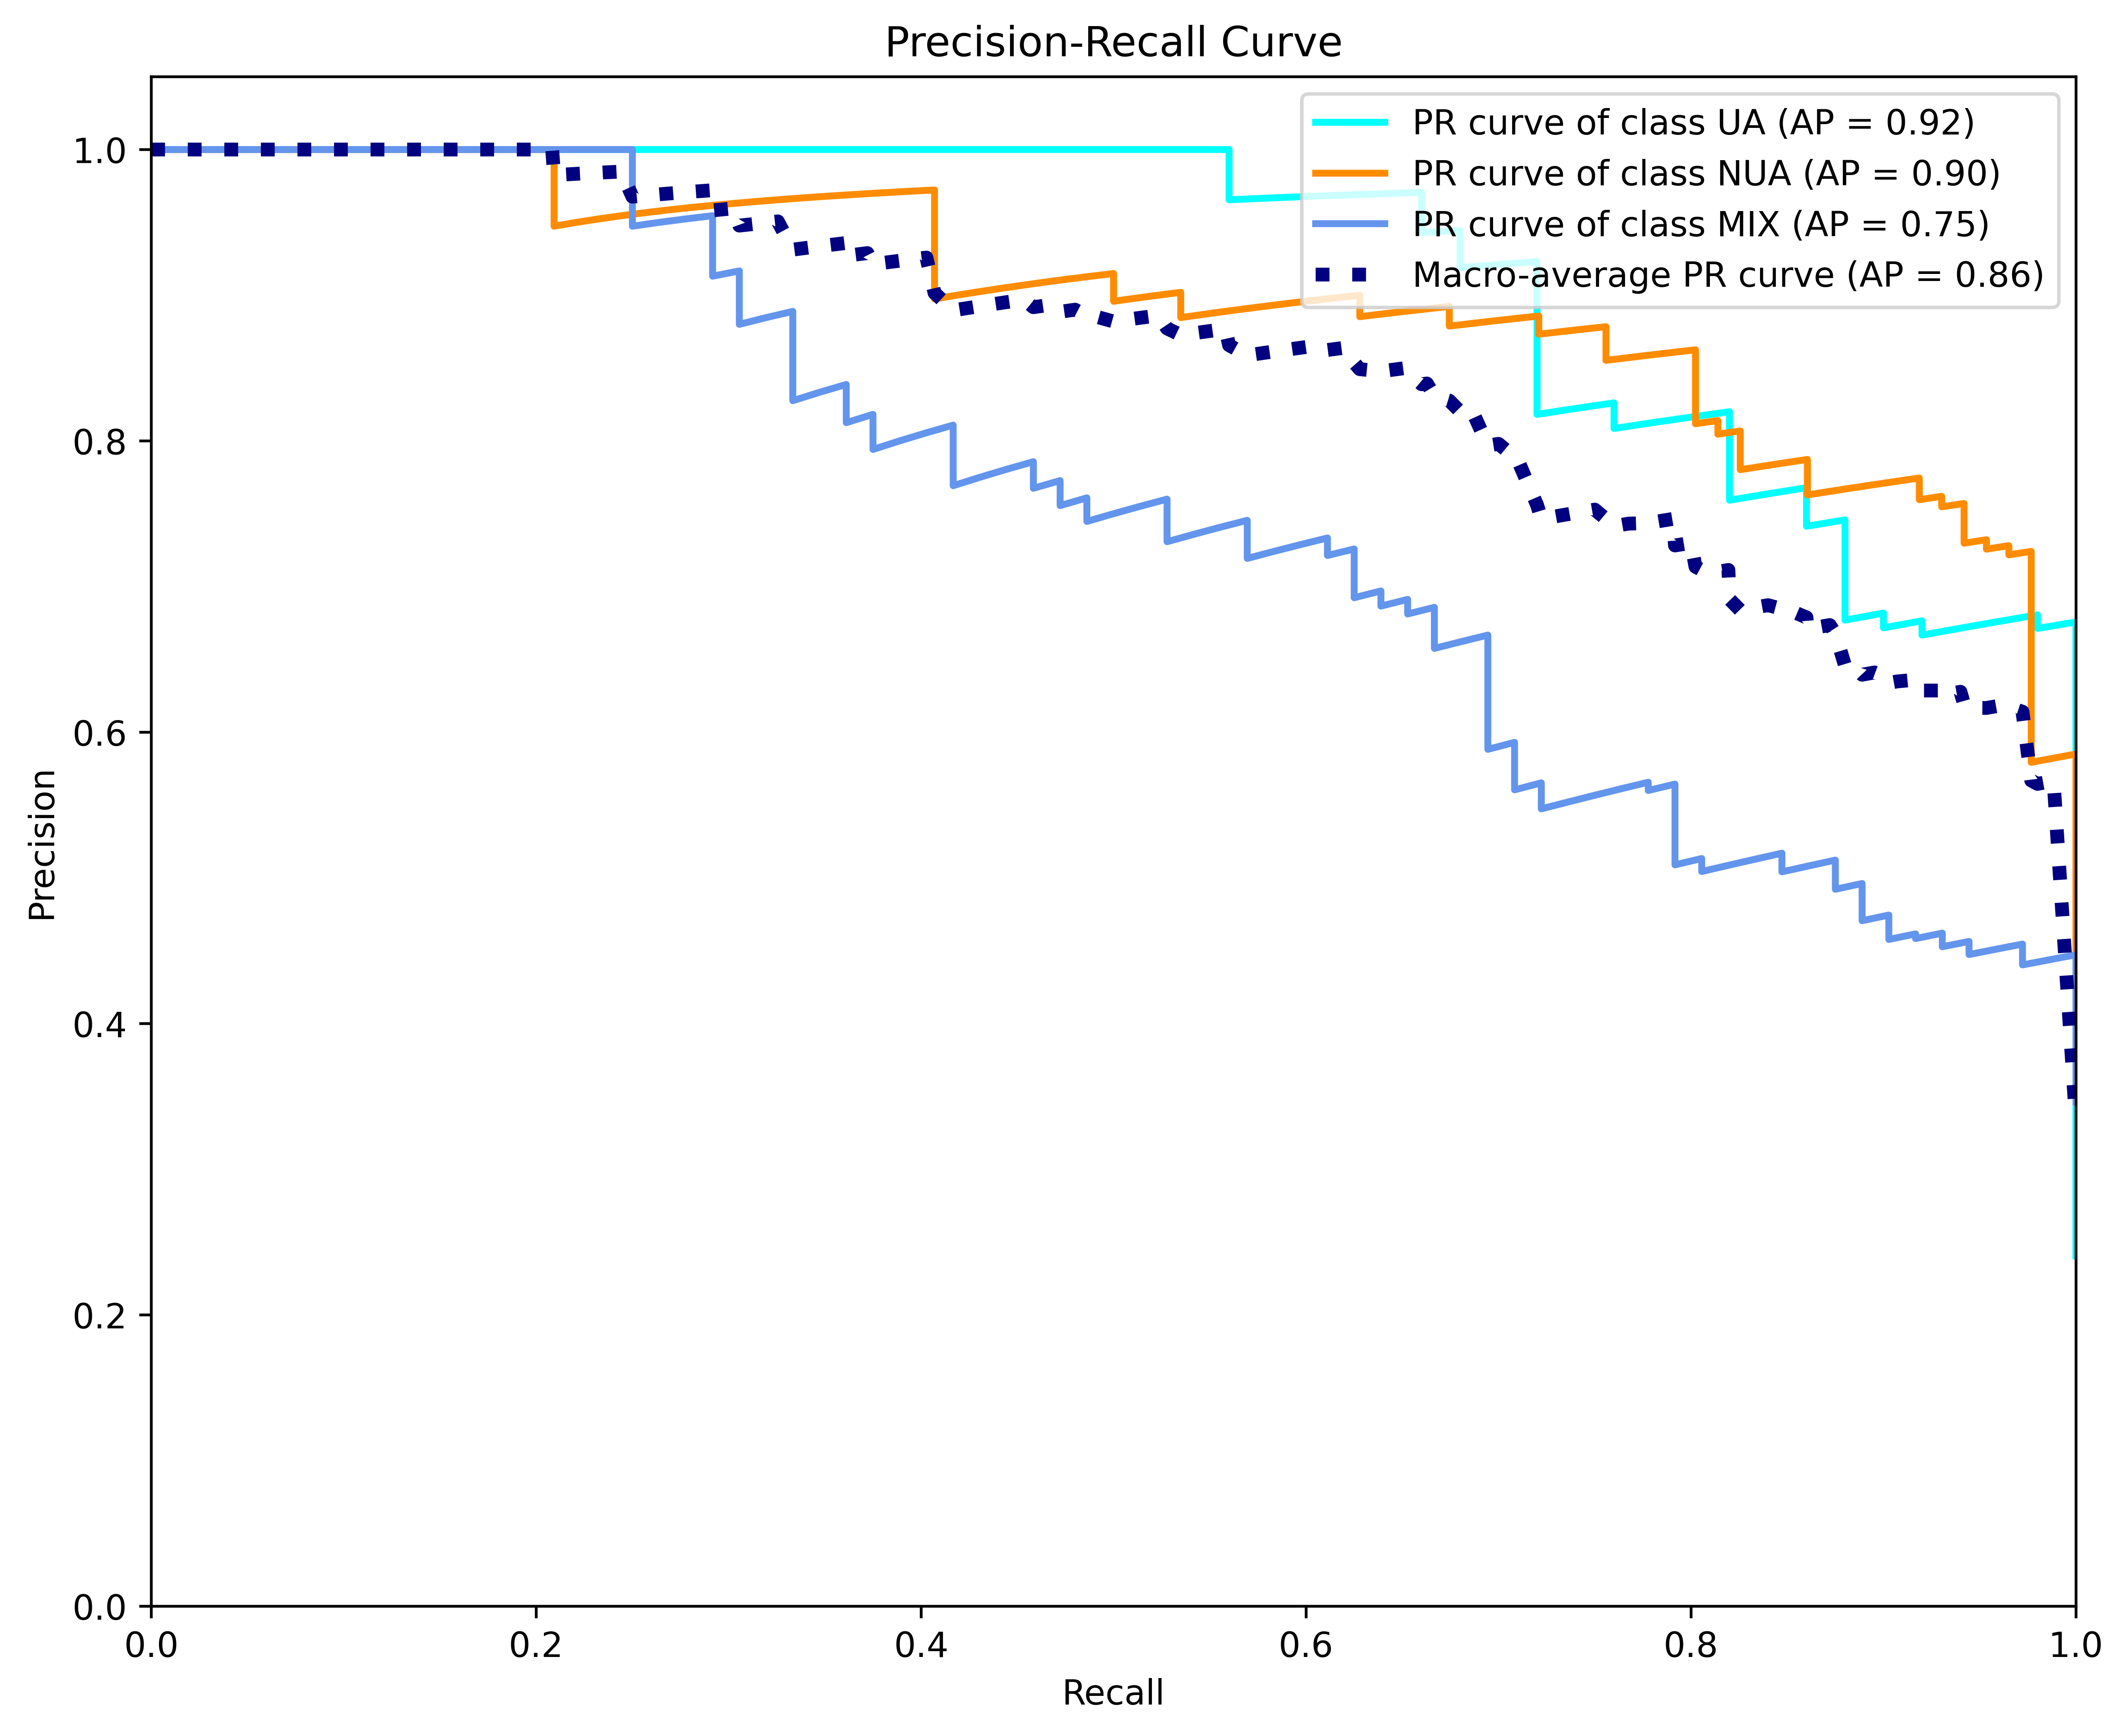 Precision-Recall Curve
PR curve of class UA (AP = 0.92)
PR curve of class NUA (AP = 0.90)
PR curve of class MIX (AP = 0.75)
Macro-average PR curve (AP = 0.86)
1.0
0.8
0.6
0.4
0.2
0.0
Precision
0.0 0.2 0.4 0.6 0.8 1.0
Recall